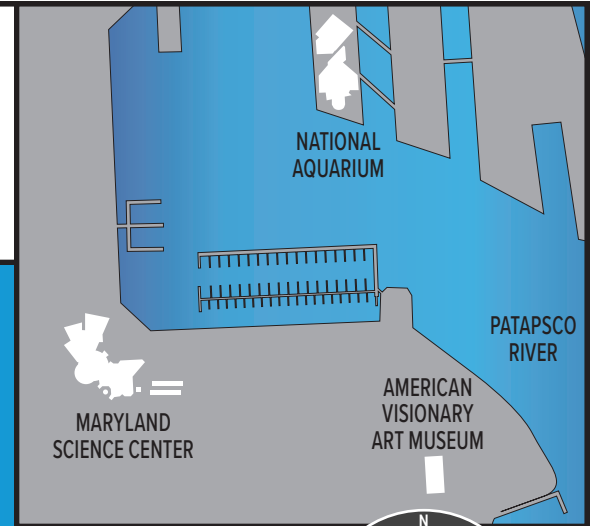 NATIONAL
AQUARIUM
PATAPSCO
RIVER
AMERICAN
VISIONARY
ART MUSEUM
MARYLAND
SCIENCE CENTER
N